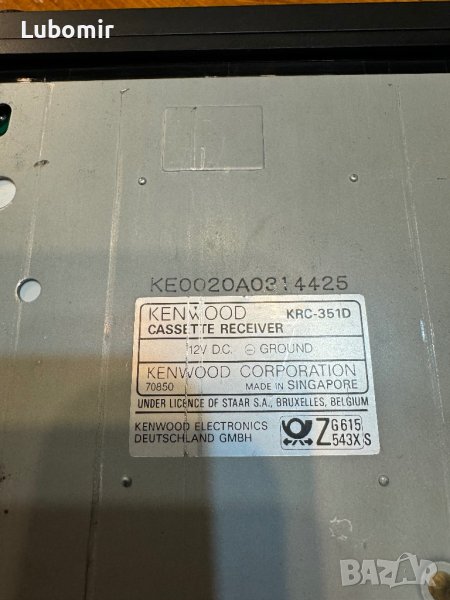 Lubomir
KE0020A0314425
KENWOOD KRC-351D
CASSETTE RECEIVER
12V D.C. ⊖ GROUND
KENWOOD CORPORATION
70850 MADE IN SINGAPORE
UNDER LICENCE OF STAAR S.A., BRUXELLES, BELGIUM
KENWOOD ELECTRONICS
DEUTSCHLAND GMBH
Z G615
543X S
BAZAR